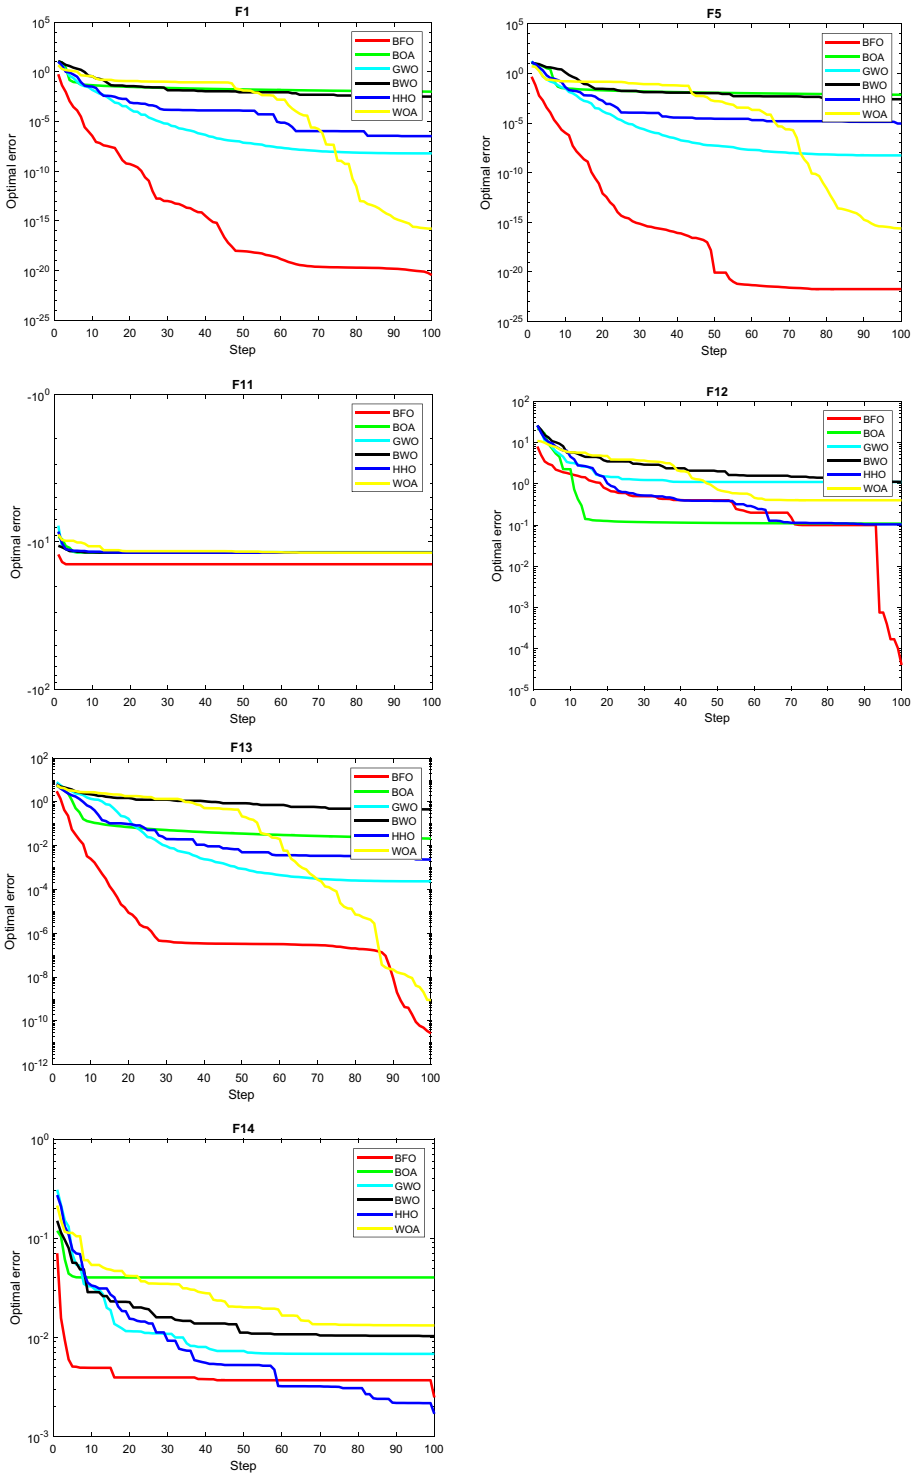 F1
10^5
10^0
10^-5
10^-10
10^-15
10^-20
10^-25
Optimal error
0 10 20 30 40 50 60 70 80 90 100
Step
BFO
BOA
GWO
BWO
HHO
WOA
F5
10^5
10^0
10^-5
10^-10
10^-15
10^-20
10^-25
Optimal error
0 10 20 30 40 50 60 70 80 90 100
Step
BFO
BOA
GWO
BWO
HHO
WOA
F11
-10^0
-10^1
-10^2
Optimal error
0 10 20 30 40 50 60 70 80 90 100
Step
BFO
BOA
GWO
BWO
HHO
WOA
F12
10^2
10^1
10^0
10^-1
10^-2
10^-3
10^-4
10^-5
Optimal error
0 10 20 30 40 50 60 70 80 90 100
Step
BFO
BOA
GWO
BWO
HHO
WOA
F13
10^2
10^0
10^-2
10^-4
10^-6
10^-8
10^-10
10^-12
Optimal error
0 10 20 30 40 50 60 70 80 90 100
Step
BFO
BOA
GWO
BWO
HHO
WOA
F14
10^0
10^-1
10^-2
10^-3
Optimal error
0 10 20 30 40 50 60 70 80 90 100
Step
BFO
BOA
GWO
BWO
HHO
WOA